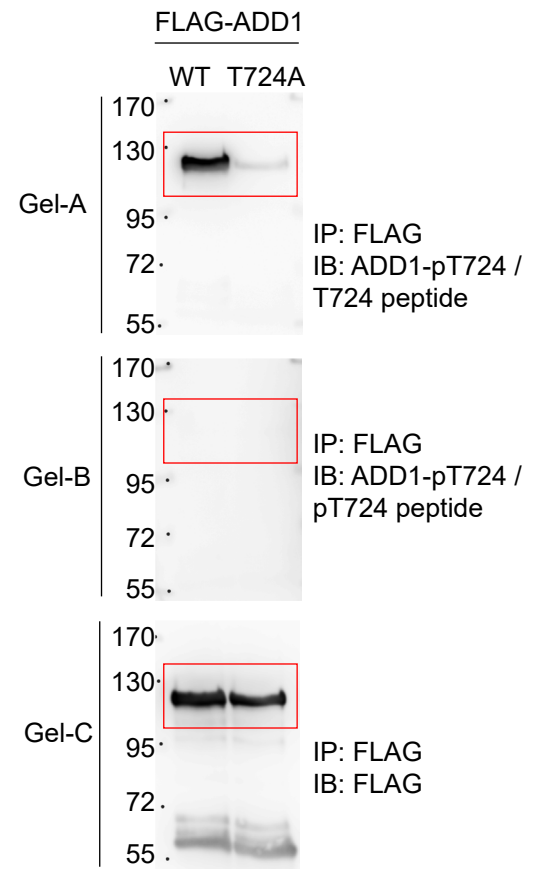 FLAG-ADD1
WT T724A
Gel-A
170
130
95
72
55
IP: FLAG
IB: ADD1-pT724 /
T724 peptide
Gel-B
170
130
95
72
55
IP: FLAG
IB: ADD1-pT724 /
pT724 peptide
Gel-C
170
130
95
72
55
IP: FLAG
IB: FLAG